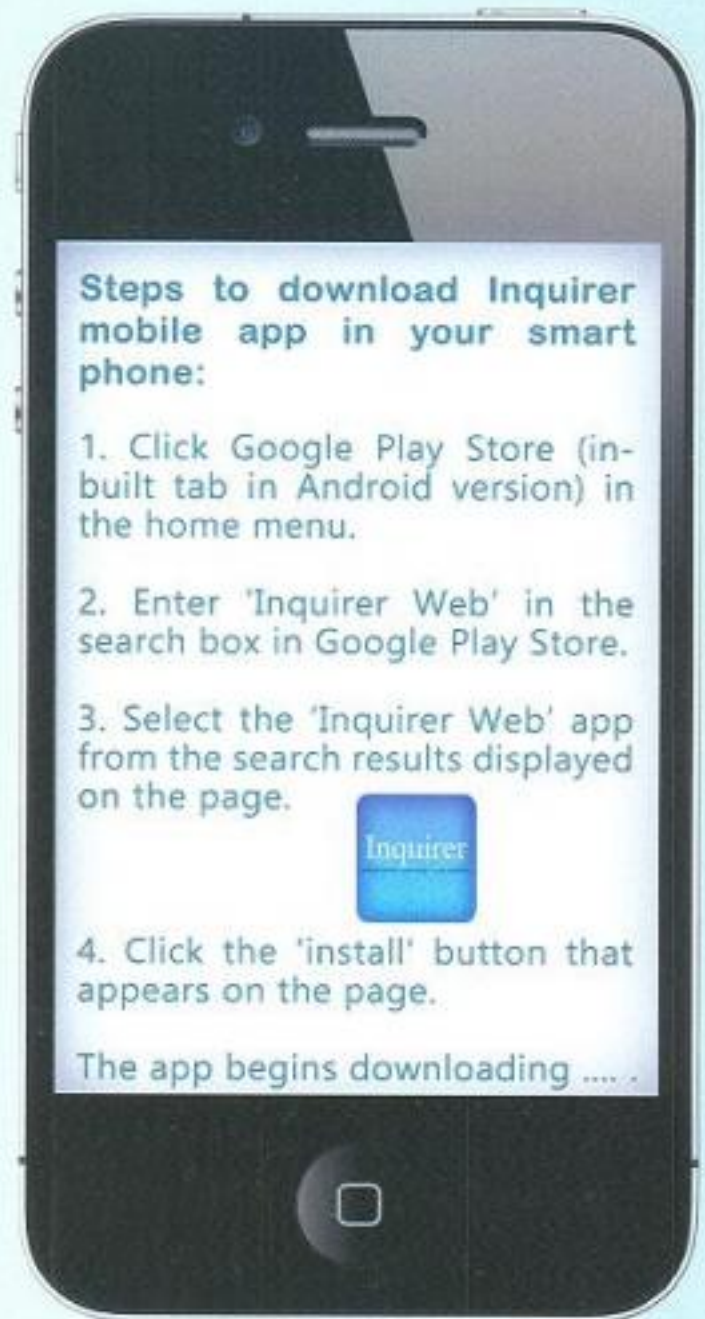 Steps to download Inquirer
mobile app in your smart
phone:
1. Click Google Play Store (in-
built tab in Android version) in
the home menu.
2. Enter 'Inquirer Web' in the
search box in Google Play Store.
3. Select the 'Inquirer Web' app
from the search results displayed
on the page.
Inquirer
4. Click the 'install' button that
appears on the page.
The app begins downloading .... .